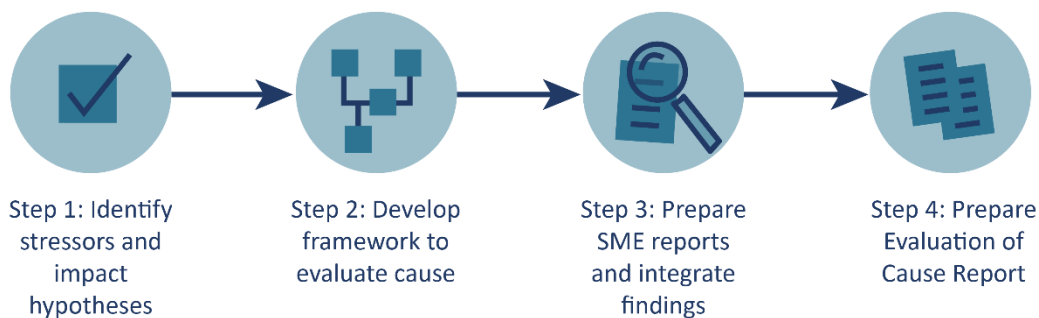 Step 1: Identify
stressors and
impact
hypotheses
Step 2: Develop
framework to
evaluate cause
Step 3: Prepare
SME reports
and integrate
findings
Step 4: Prepare
Evaluation of
Cause Report